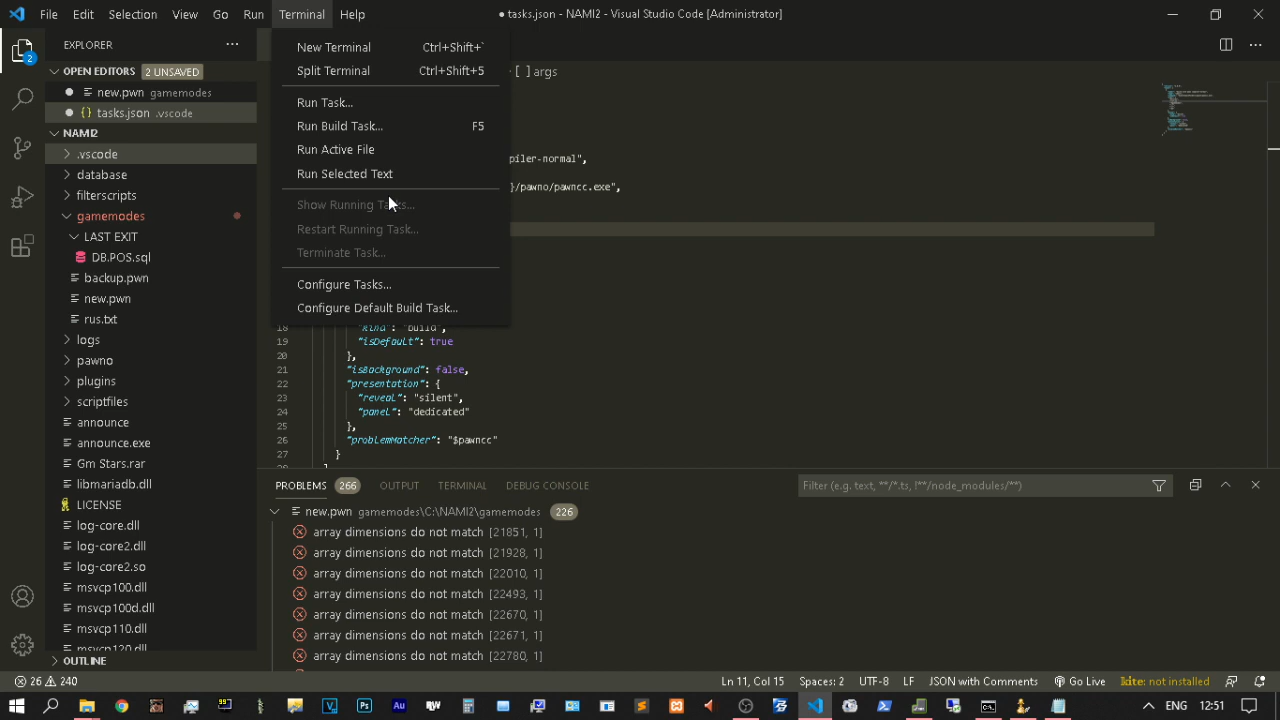 File Edit Selection View Go Run Terminal Help
● tasks.json - NAMI2 - Visual Studio Code [Administrator]
EXPLORER
OPEN EDITORS 2 UNSAVED
new.pwn gamemodes
{} tasks.json .vscode
NAMI2
.vscode
database
filterscripts
gamemodes
LAST EXIT
DB.POS.sql
backup.pwn
new.pwn
rus.txt
logs
pawno
plugins
scriptfiles
announce
announce.exe
Gm Stars.rar
libmariadb.dll
LICENSE
log-core.dll
log-core2.dll
log-core2.so
msvcp100.dll
msvcp100d.dll
msvcp110.dll
msvcp120.dll
OUTLINE
New Terminal Ctrl+Shift+`
Split Terminal Ctrl+Shift+5
Run Task...
Run Build Task... F5
Run Active File
Run Selected Text
Show Running Tasks...
Restart Running Task...
Terminate Task...
Configure Tasks...
Configure Default Build Task...
[ ] args
piler-normal",
}/pawno/pawncc.exe",
18 "kind": "build",
19 "isDefault": true
20 },
21 "isBackground": false,
22 "presentation": {
23 "reveal": "silent",
24 "panel": "dedicated"
25 },
26 "problemMatcher": "$pawncc"
27 }
28 ]
PROBLEMS 266 OUTPUT TERMINAL DEBUG CONSOLE
Filter (e.g. text, **/*.ts, !**/node_modules/**)
new.pwn gamemodes\C:\NAMI2\gamemodes 226
array dimensions do not match [21851, 1]
array dimensions do not match [21928, 1]
array dimensions do not match [22010, 1]
array dimensions do not match [22493, 1]
array dimensions do not match [22670, 1]
array dimensions do not match [22671, 1]
array dimensions do not match [22780, 1]
26 240
Ln 11, Col 15 Spaces: 2 UTF-8 LF JSON with Comments Go Live kite: not installed
ENG 12:51